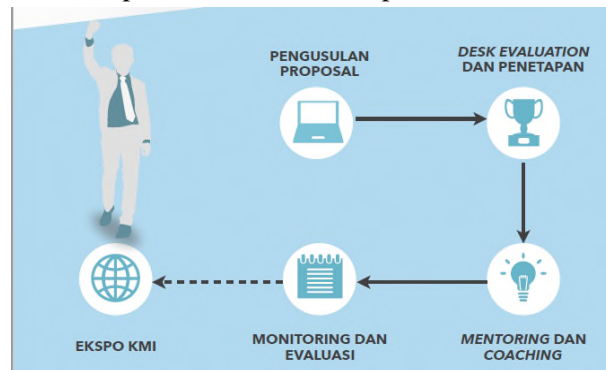 PENGUSULAN
PROPOSAL
DESK EVALUATION
DAN PENETAPAN
MENTORING DAN
COACHING
MONITORING DAN
EVALUASI
EKSPO KMI